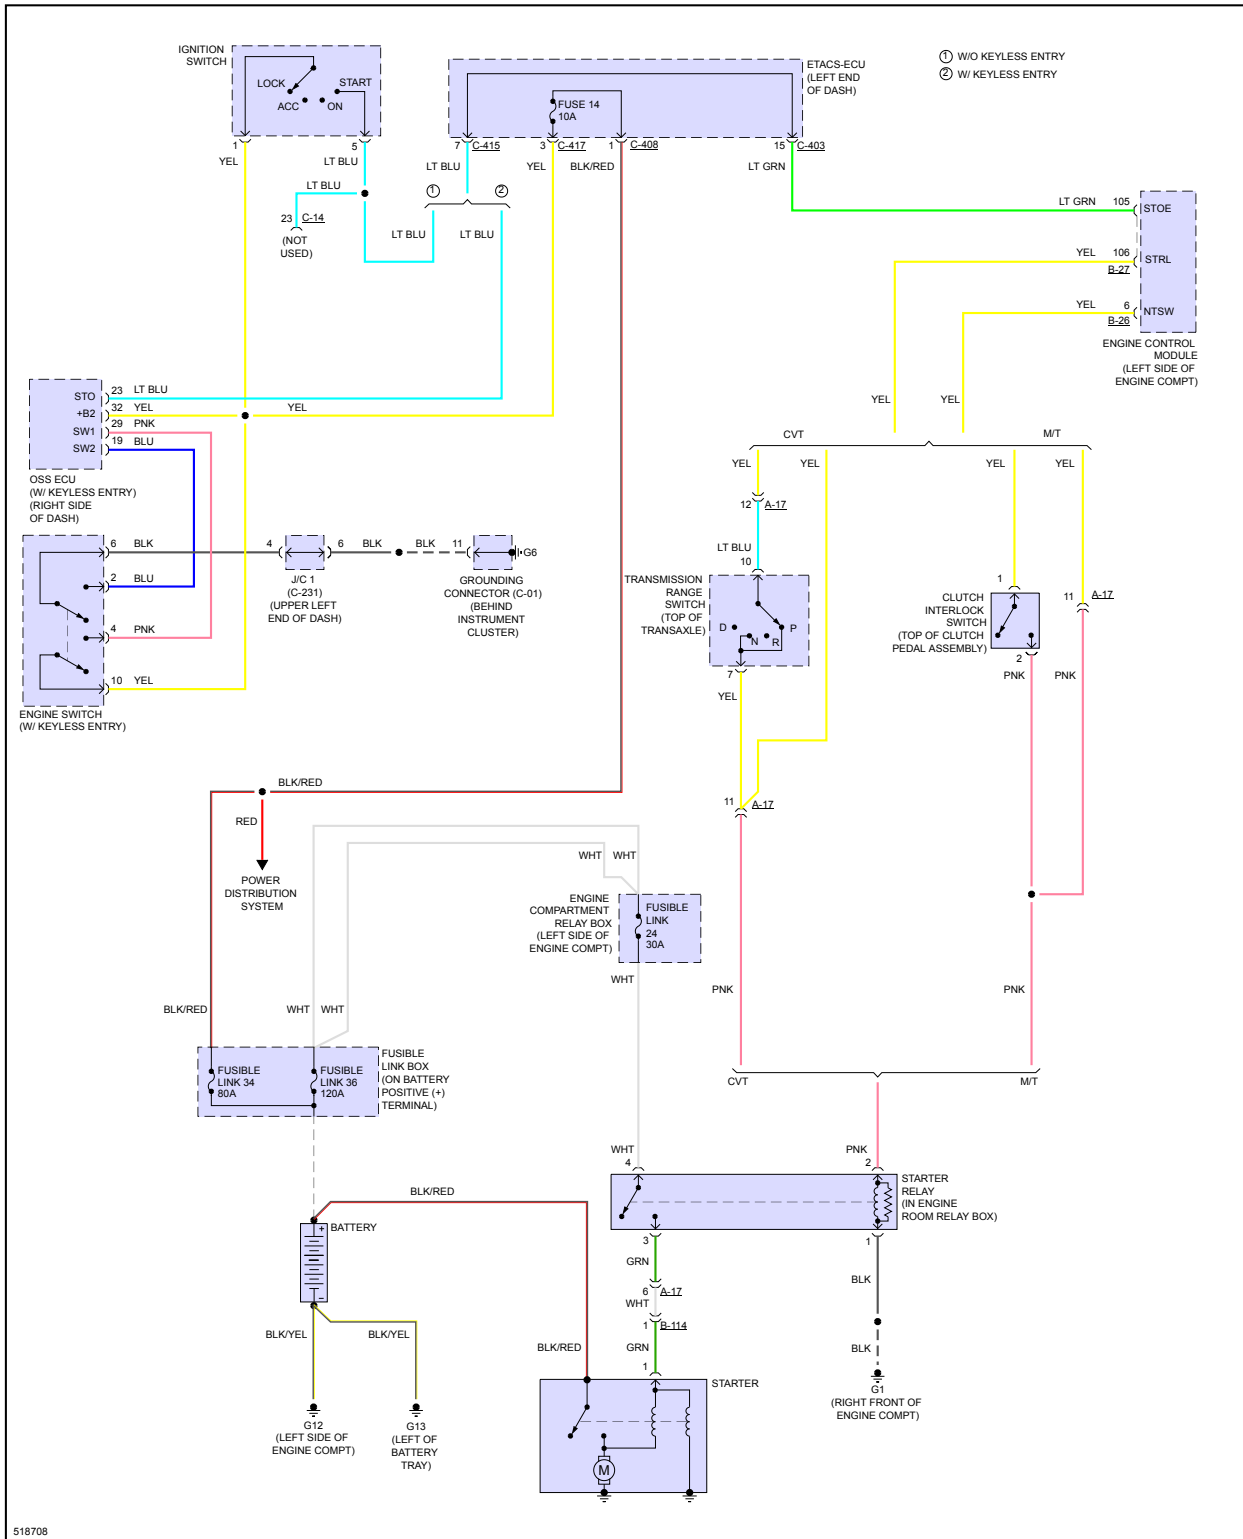 IGNITION
SWITCH
LOCK
START
ACC
ON
1
5
YEL
LT BLU
LT BLU
23 C-14
(NOT
USED)
LT BLU
LT BLU
ETACS-ECU
(LEFT END
OF DASH)
FUSE 14
10A
7 C-415
3 C-417
1 C-408
15 C-403
LT BLU
YEL
BLK/RED
LT GRN
1
2
1 W/O KEYLESS ENTRY
2 W/ KEYLESS ENTRY
LT GRN 105 STOE
YEL 106 STRL
B-27
YEL 6 NTSW
B-26
ENGINE CONTROL
MODULE
(LEFT SIDE OF
ENGINE COMPT)
STO 23 LT BLU
+B2 32 YEL
YEL
SW1 29 PNK
SW2 19 BLU
OSS ECU
(W/ KEYLESS ENTRY)
(RIGHT SIDE
OF DASH)
6 BLK
2 BLU
4 PNK
10 YEL
ENGINE SWITCH
(W/ KEYLESS ENTRY)
4
6 BLK
J/C 1
(C-231)
(UPPER LEFT
END OF DASH)
BLK 11
G6
GROUNDING
CONNECTOR (C-01)
(BEHIND
INSTRUMENT
CLUSTER)
YEL
YEL
CVT
M/T
YEL
YEL
YEL
YEL
12 A-17
LT BLU
10
TRANSMISSION
RANGE
SWITCH
(TOP OF
TRANSAXLE)
D
N
R
P
7
YEL
11 A-17
1
CLUTCH
INTERLOCK
SWITCH
(TOP OF CLUTCH
PEDAL ASSEMBLY)
2
11 A-17
PNK
PNK
BLK/RED
RED
POWER
DISTRIBUTION
SYSTEM
WHT
WHT
ENGINE
COMPARTMENT
RELAY BOX
(LEFT SIDE OF
ENGINE COMPT)
FUSIBLE
LINK
24
30A
WHT
PNK
PNK
BLK/RED
WHT
WHT
FUSIBLE
LINK 34
80A
FUSIBLE
LINK 36
120A
FUSIBLE
LINK BOX
(ON BATTERY
POSITIVE (+)
TERMINAL)
CVT
M/T
WHT
4
PNK
2
STARTER
RELAY
(IN ENGINE
ROOM RELAY BOX)
BLK/RED
+
BATTERY
–
3
GRN
6 A-17
WHT
1 B-114
GRN
1
1
BLK
BLK
G1
(RIGHT FRONT OF
ENGINE COMPT)
BLK/YEL
BLK/YEL
BLK/RED
STARTER
M
G12
(LEFT SIDE OF
ENGINE COMPT)
G13
(LEFT OF
BATTERY
TRAY)
518708